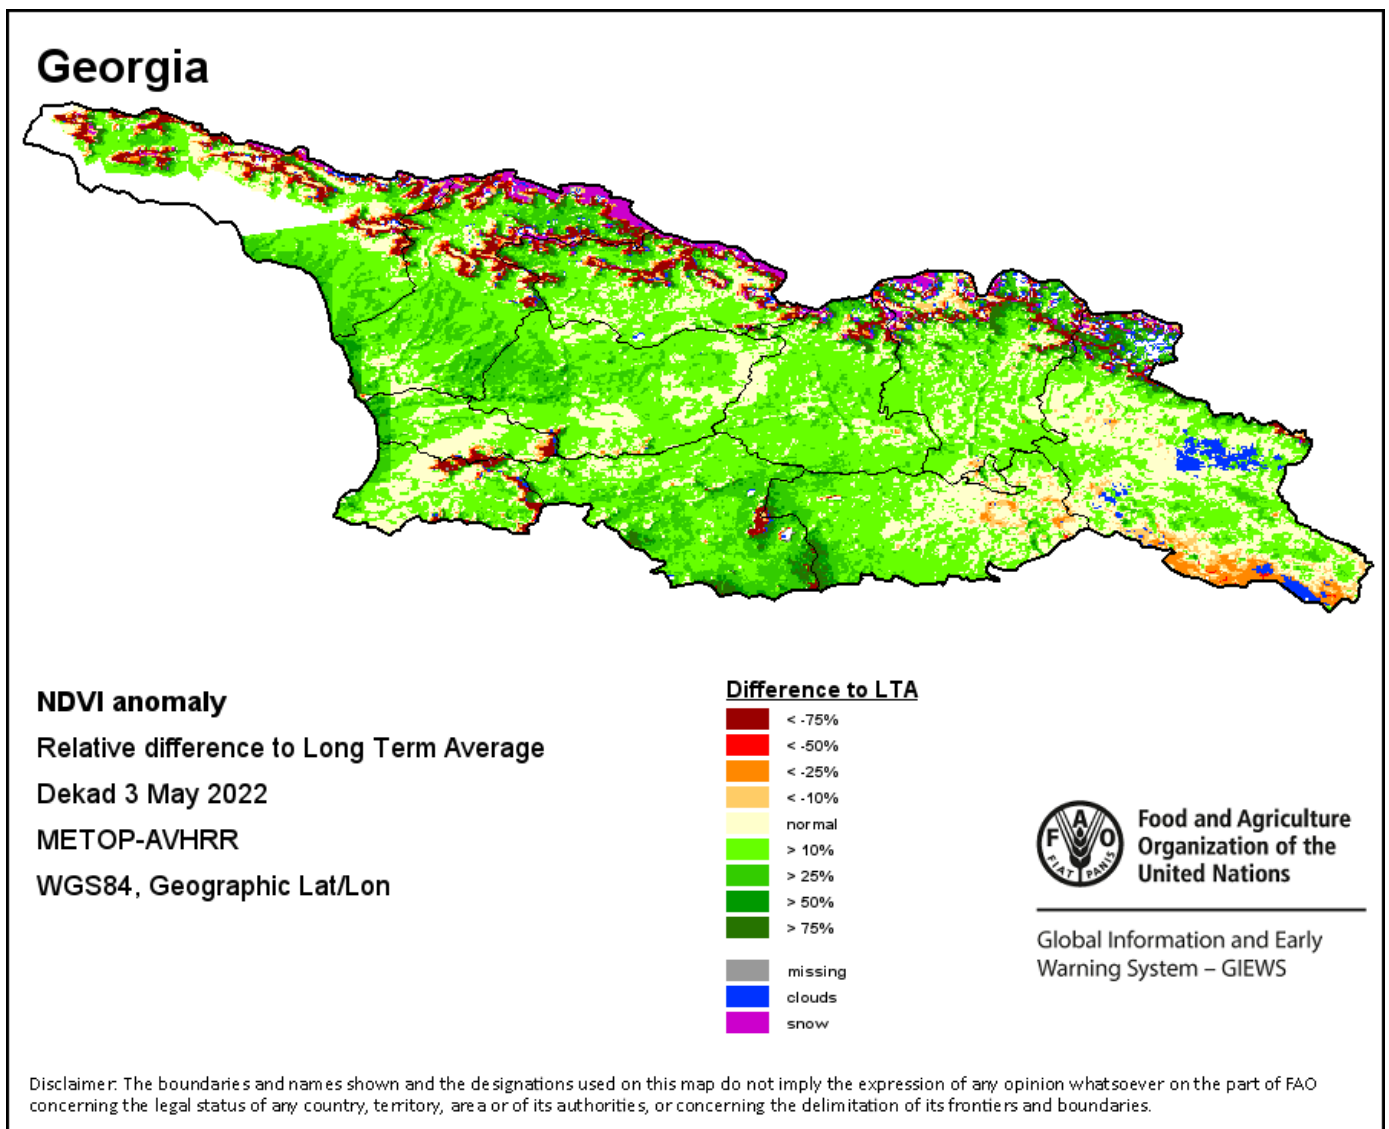 Georgia
NDVI anomaly
Relative difference to Long Term Average
Dekad 3 May 2022
METOP-AVHRR
WGS84, Geographic Lat/Lon
Difference to LTA
< -75%
< -50%
< -25%
< -10%
normal
> 10%
> 25%
> 50%
> 75%
missing
clouds
snow
F A O
FIAT PANIS
Food and Agriculture
Organization of the
United Nations
Global Information and Early
Warning System – GIEWS
Disclaimer: The boundaries and names shown and the designations used on this map do not imply the expression of any opinion whatsoever on the part of FAO
concerning the legal status of any country, territory, area or of its authorities, or concerning the delimitation of its frontiers and boundaries.